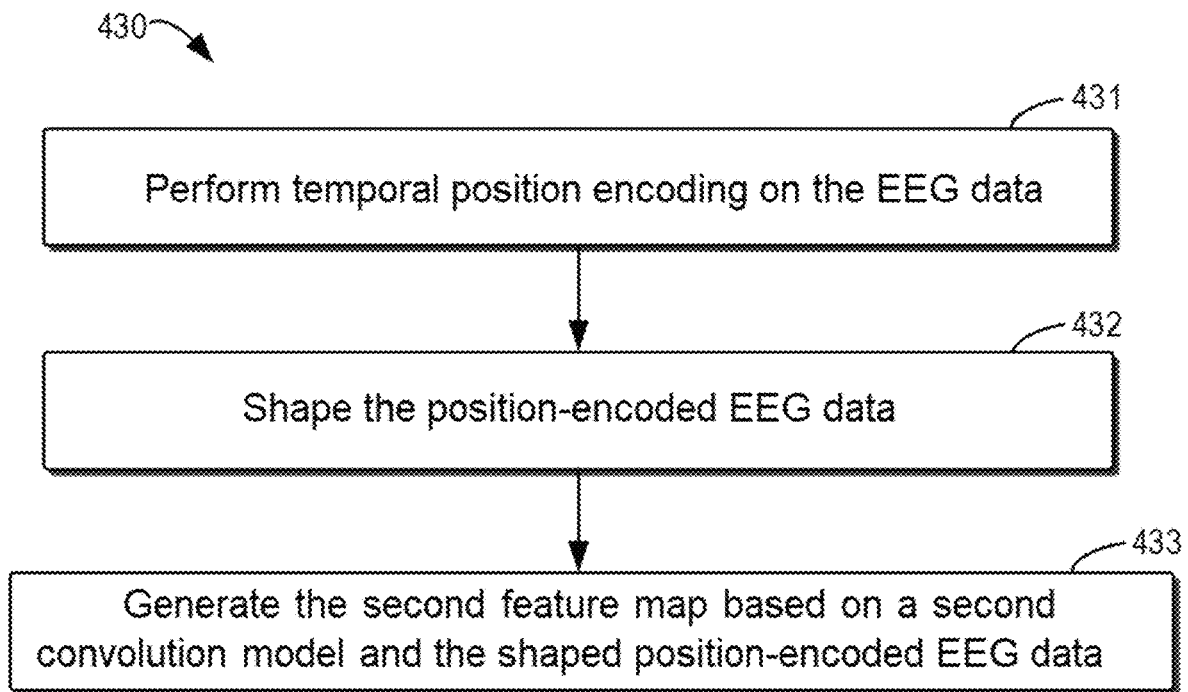 430
431
Perform temporal position encoding on the EEG data
432
Shape the position-encoded EEG data
433
Generate the second feature map based on a second
convolution model and the shaped position-encoded EEG data